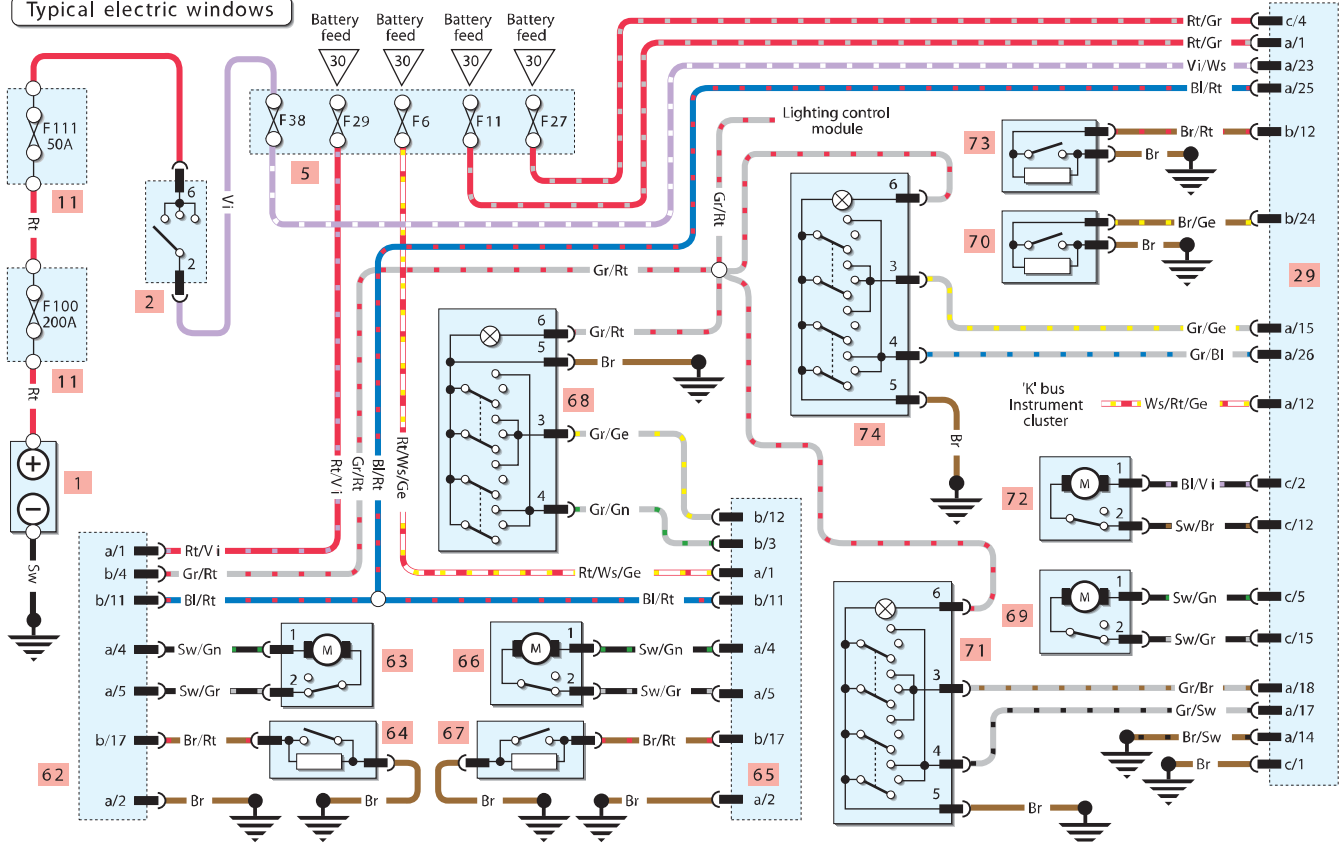 Typical electric windows
Battery feed
Battery feed
Battery feed
Battery feed
30
30
30
30
F38
F29
F6
F11
F27
5
F111
50A
11
Rt
F100
200A
11
Rt
1
Sw
6
2
2
Vi
Rt/Gr
c/4
Rt/Gr
a/1
Vi/Ws
a/23
Bl/Rt
a/25
Lighting control
module
Gr/Rt
Gr/Rt
73
Br/Rt
b/12
Br
70
Br/Ge
b/24
Br
29
6
3
4
5
74
Br
Gr/Ge
a/15
Gr/Bl
a/26
'K' bus
Instrument
cluster
Ws/Rt/Ge
a/12
6
Gr/Rt
5
Br
68
3
Gr/Ge
4
Gr/Gn
Rt/Vi
Gr/Rt
Bl/Rt
Rt/Ws/Ge
72
M
1
2
Bl/Vi
c/2
Sw/Br
c/12
69
M
1
2
Sw/Gn
c/5
Sw/Gr
c/15
6
71
3
4
5
Br
Gr/Br
a/18
Gr/Sw
a/17
Br/Sw
a/14
Br
c/1
a/1
Rt/Vi
b/4
Gr/Rt
b/11
Bl/Rt
a/4
Sw/Gn
1
M
63
a/5
Sw/Gr
2
b/17
Br/Rt
64
62
a/2
Br
Br
b/12
b/3
Rt/Ws/Ge
a/1
Bl/Rt
b/11
66
M
1
Sw/Gn
a/4
2
Sw/Gr
a/5
67
Br/Rt
b/17
65
Br
Br
a/2